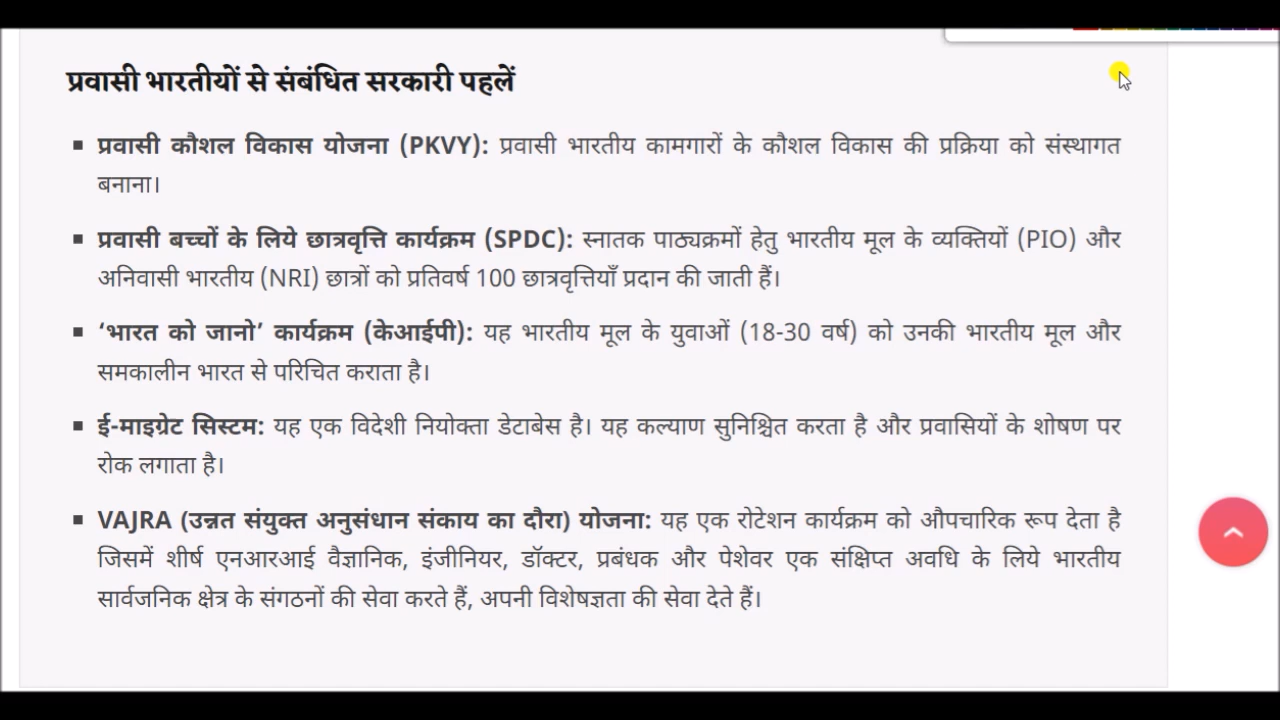 प्रवासी भारतीयों से संबंधित सरकारी पहलें
▪ प्रवासी कौशल विकास योजना (PKVY): प्रवासी भारतीय कामगारों के कौशल विकास की प्रक्रिया को संस्थागत
बनाना।
▪ प्रवासी बच्चों के लिये छात्रवृत्ति कार्यक्रम (SPDC): स्नातक पाठ्यक्रमों हेतु भारतीय मूल के व्यक्तियों (PIO) और
अनिवासी भारतीय (NRI) छात्रों को प्रतिवर्ष 100 छात्रवृत्तियाँ प्रदान की जाती हैं।
▪ ‘भारत को जानो’ कार्यक्रम (केआईपी): यह भारतीय मूल के युवाओं (18-30 वर्ष) को उनकी भारतीय मूल और
समकालीन भारत से परिचित कराता है।
▪ ई-माइग्रेट सिस्टम: यह एक विदेशी नियोक्ता डेटाबेस है। यह कल्याण सुनिश्चित करता है और प्रवासियों के शोषण पर
रोक लगाता है।
▪ VAJRA (उन्नत संयुक्त अनुसंधान संकाय का दौरा) योजना: यह एक रोटेशन कार्यक्रम को औपचारिक रूप देता है
जिसमें शीर्ष एनआरआई वैज्ञानिक, इंजीनियर, डॉक्टर, प्रबंधक और पेशेवर एक संक्षिप्त अवधि के लिये भारतीय
सार्वजनिक क्षेत्र के संगठनों की सेवा करते हैं, अपनी विशेषज्ञता की सेवा देते हैं।